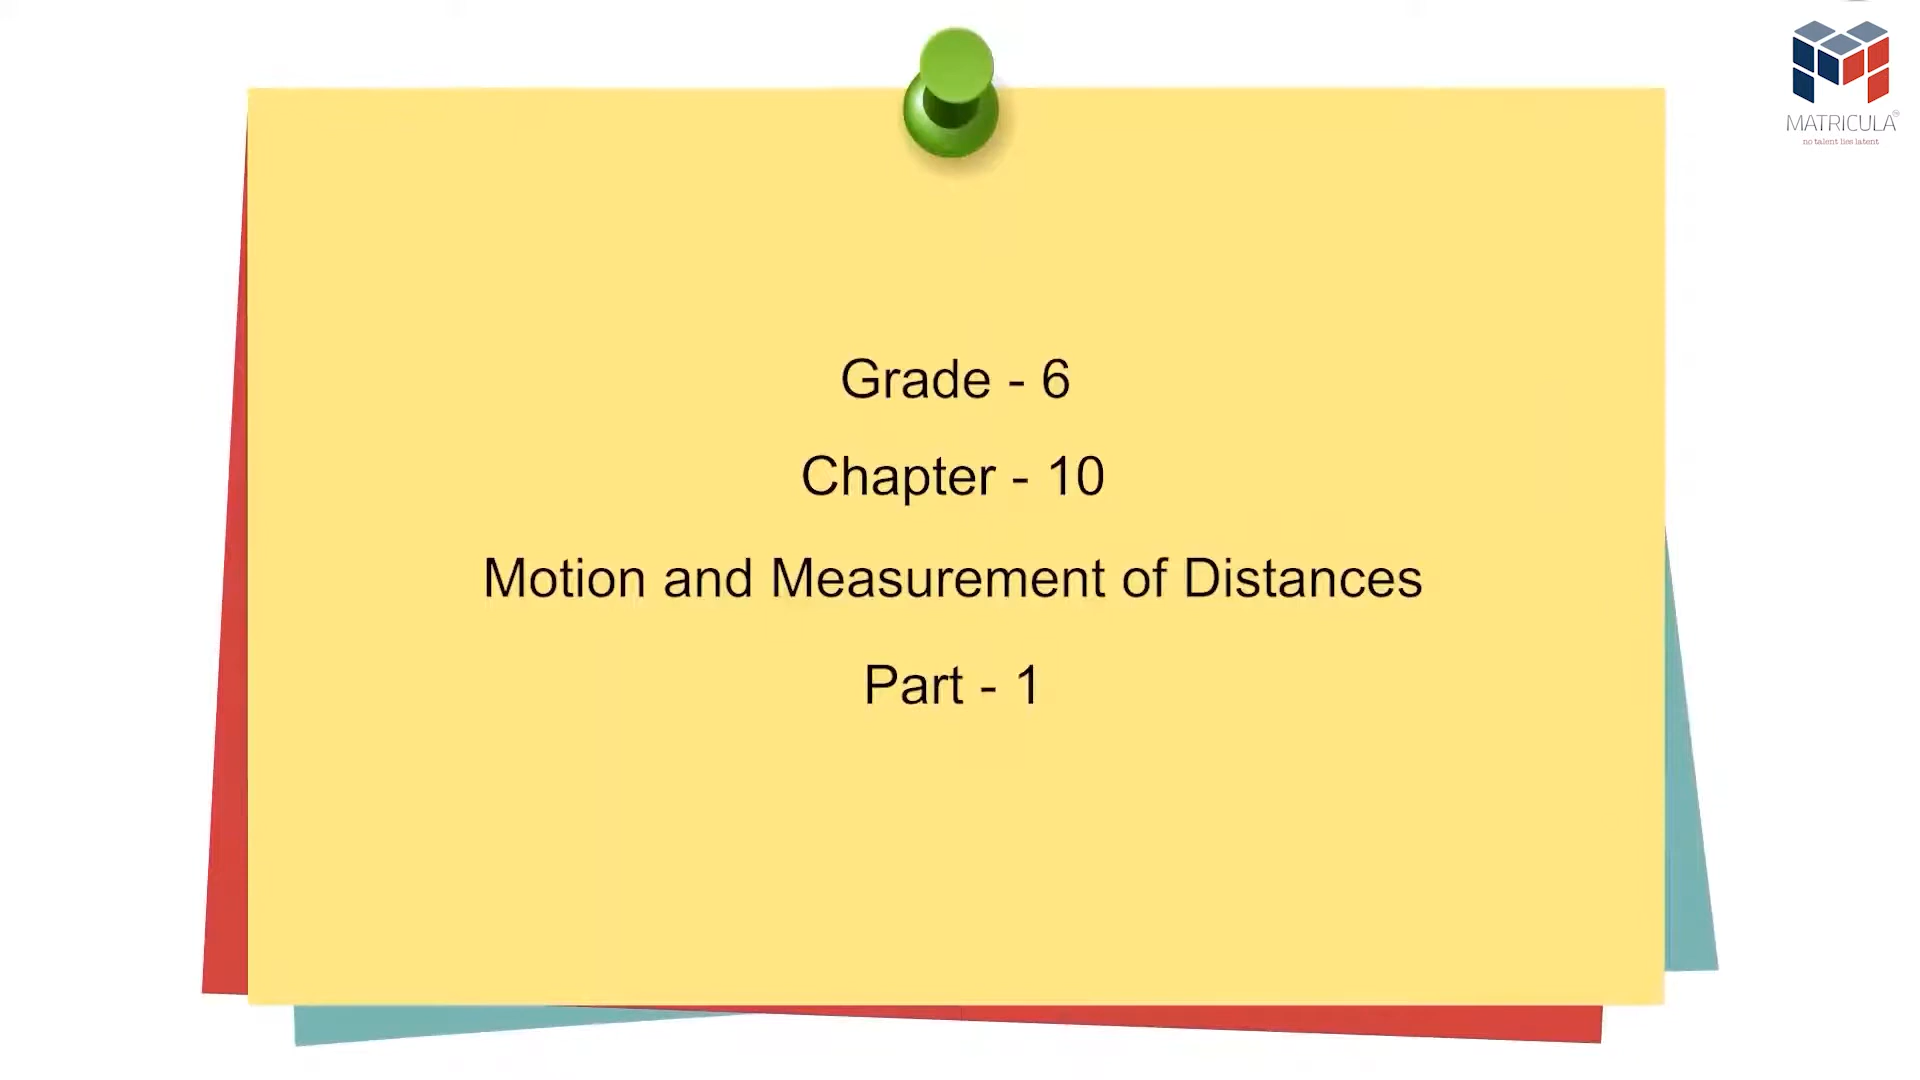 Grade - 6
Chapter - 10
Motion and Measurement of Distances
Part - 1
MATRICULA
no talent lies latent